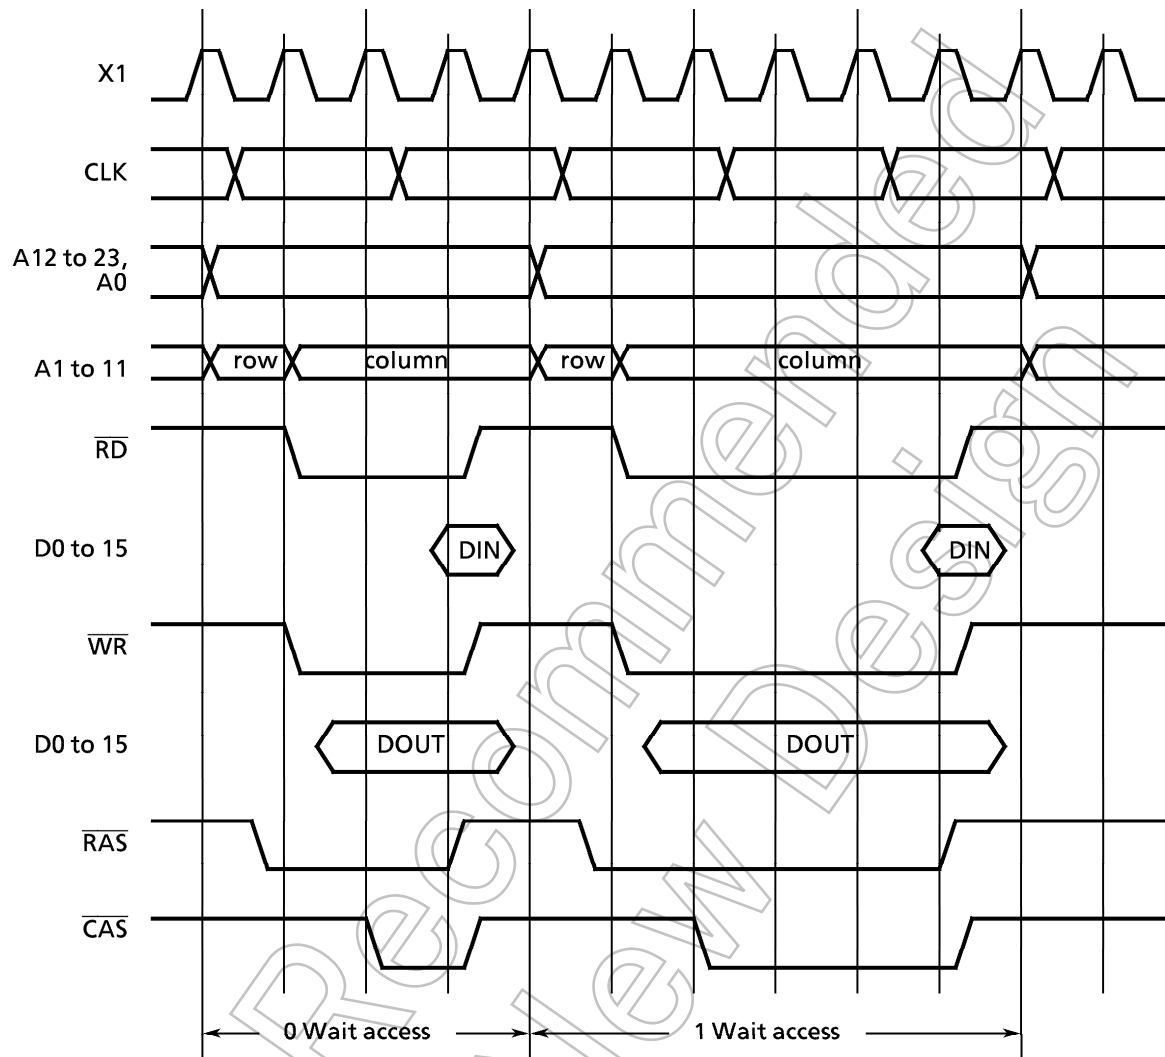 X1
CLK
A12 to 23,
A0
A1 to 11
row
column
row
column
RD
D0 to 15
DIN
DIN
WR
D0 to 15
DOUT
DOUT
RAS
CAS
0 Wait access
1 Wait access
Recommended
New Design